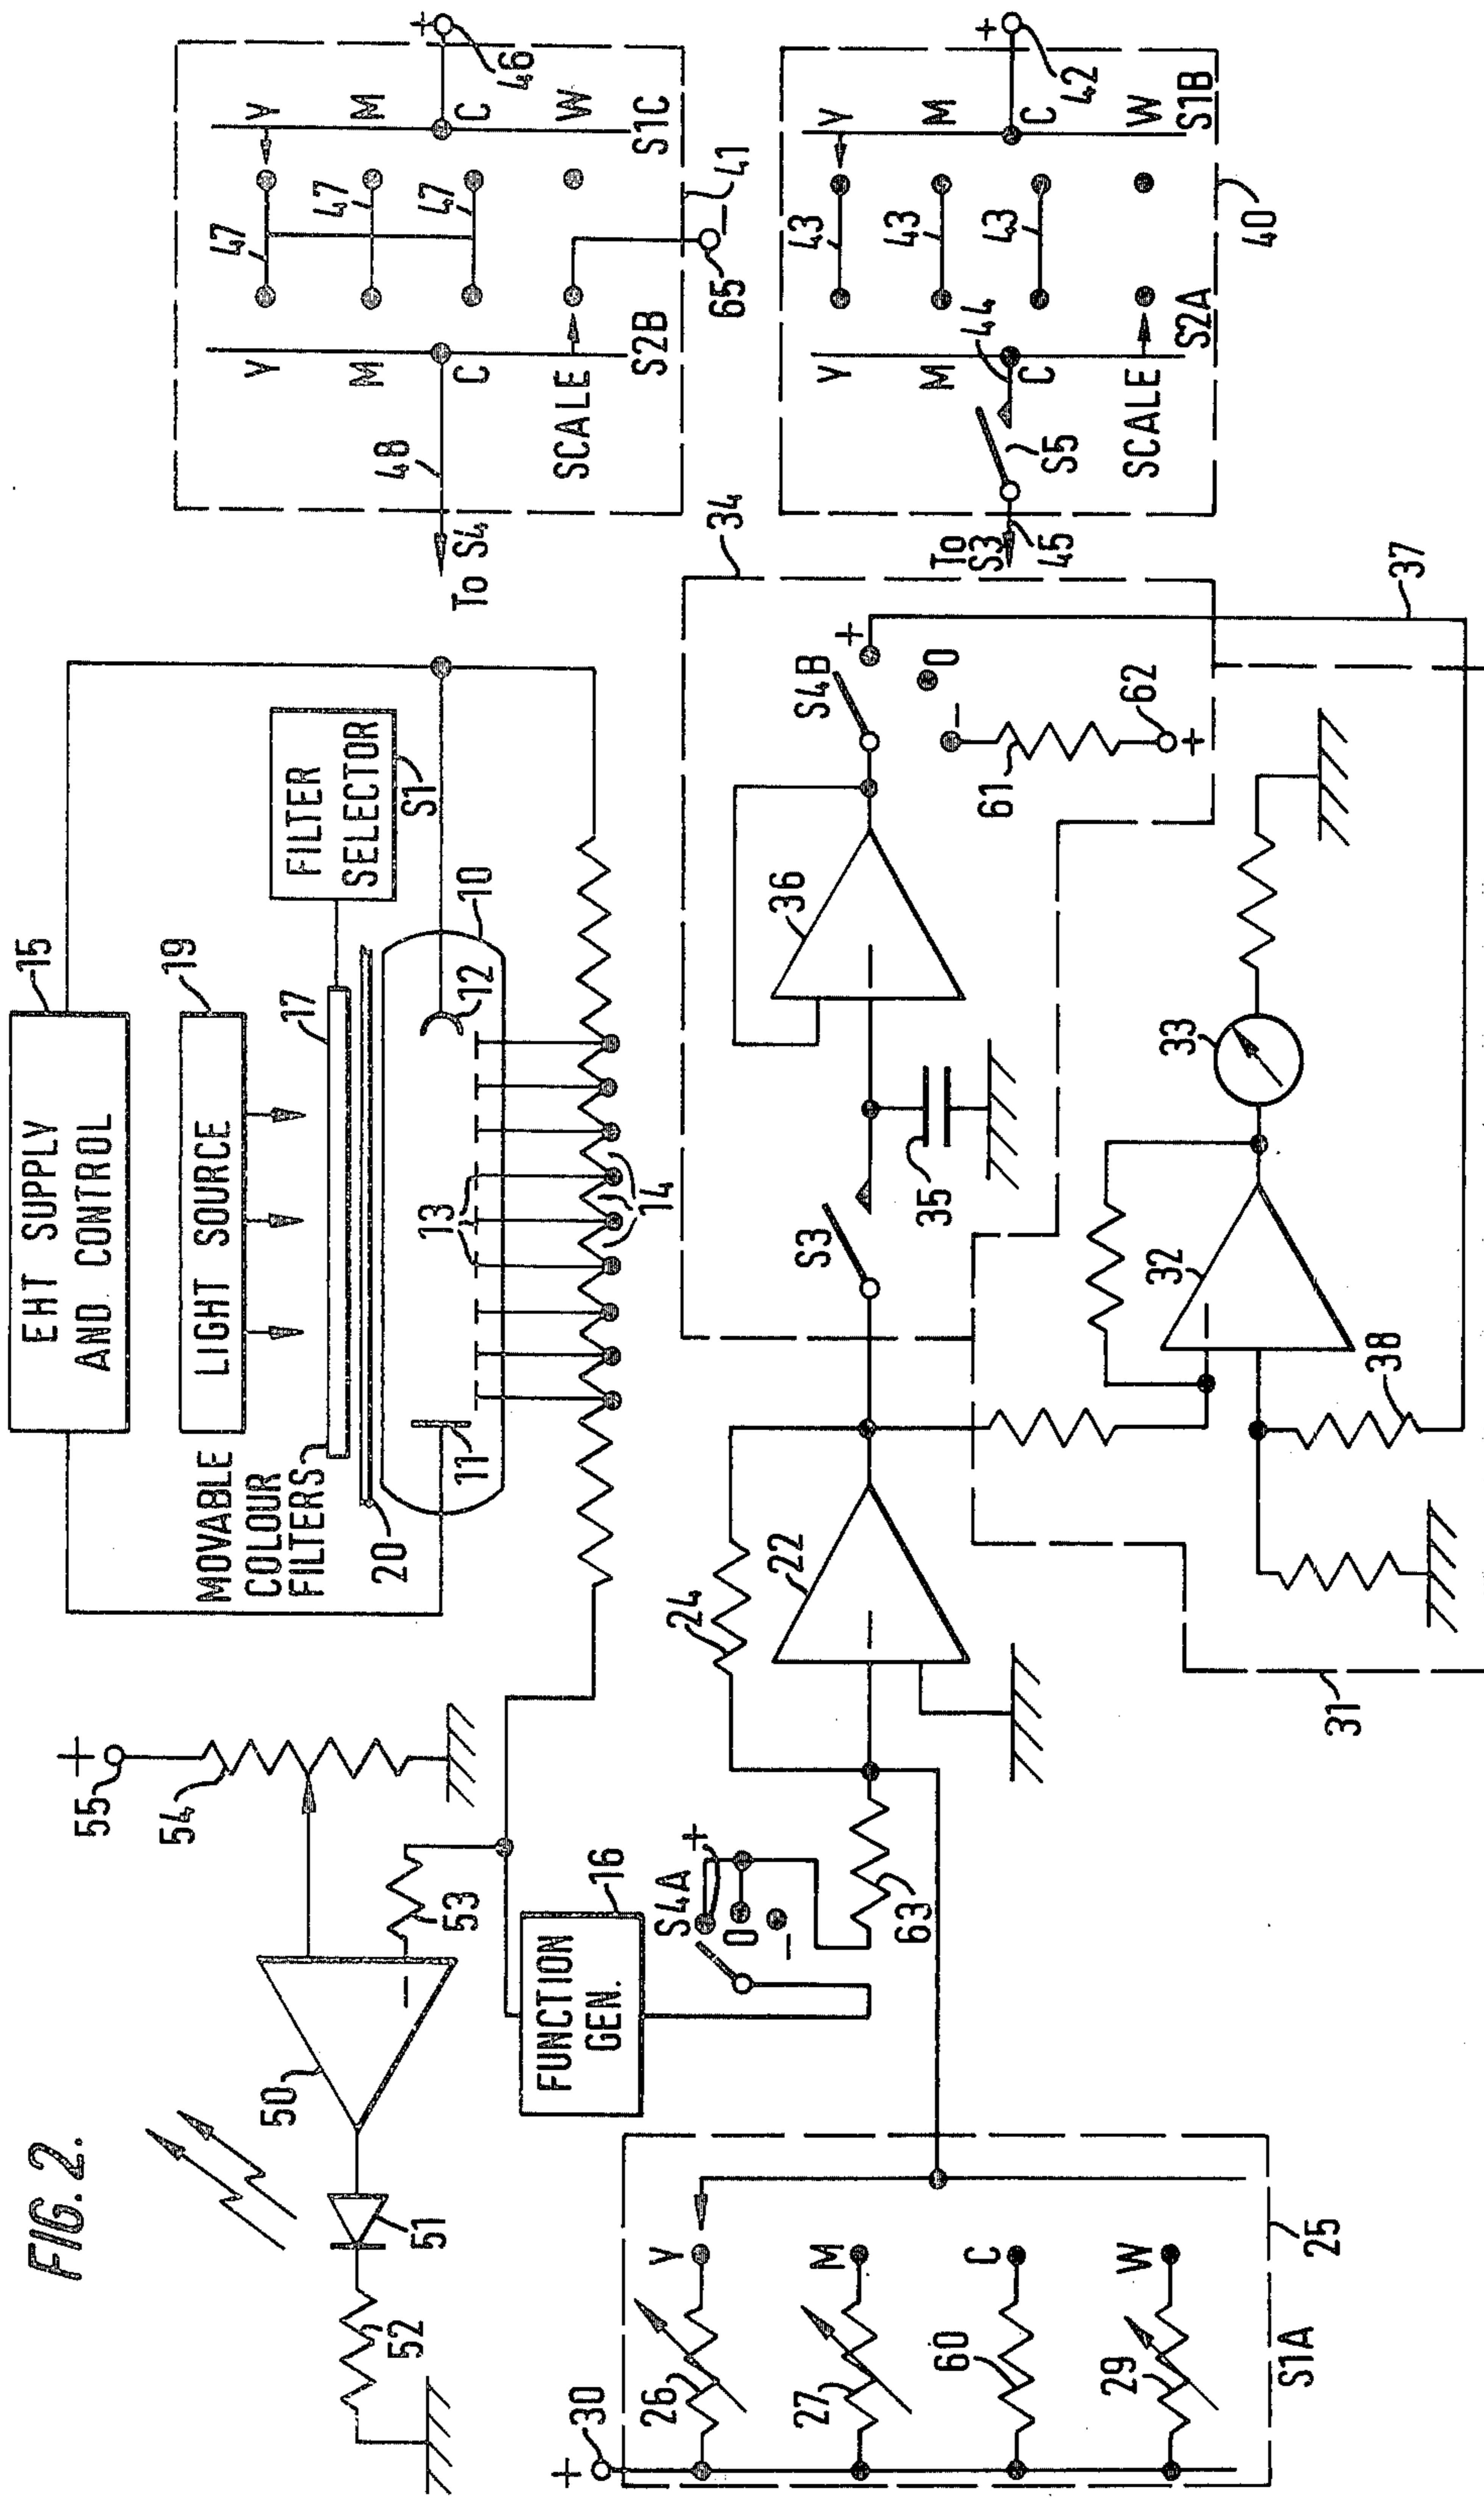 FIG. 2.
EHT SUPPLY
AND CONTROL
15
LIGHT SOURCE
19
MOVABLE
COLOUR
FILTERS
17
20
FILTER
SELECTOR
S1
10
11
12
13
14
55
+
54
50
−
53
51
52
FUNCTION
GEN.
16
S4A
+
0
−
63
24
22
−
S3
35
36
−
S4B
+
0
−
61
62
+
34
37
32
−
33
38
31
+
30
26
Y
27
M
60
C
29
W
S1A
25
To S4
48
Y
M
C
SCALE
S2B
47
47
47
Y
M
C
W
S1C
+
46
41
65
−
To
S3
45
S5
44
Y
M
C
SCALE
S2A
43
43
43
Y
M
C
W
S1B
+
42
40